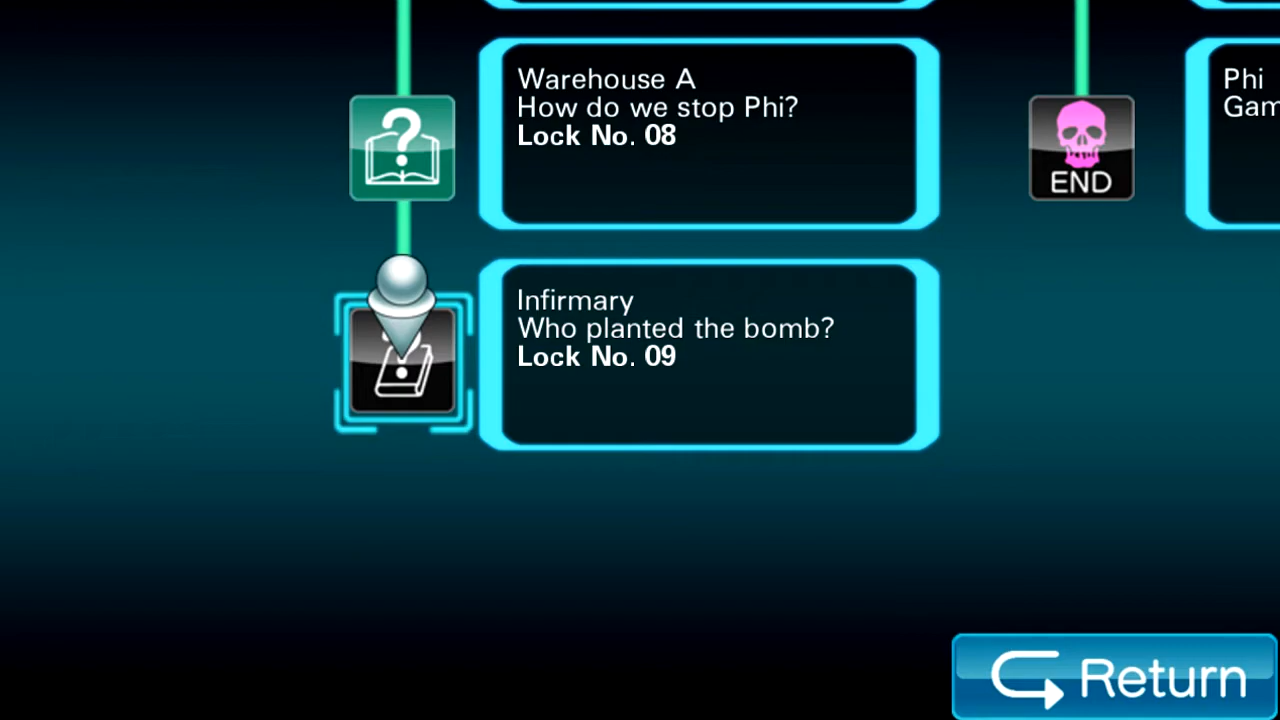 Warehouse A
How do we stop Phi?
Lock No. 08
END
Phi
Infirmary
Who planted the bomb?
Lock No. 09
Return